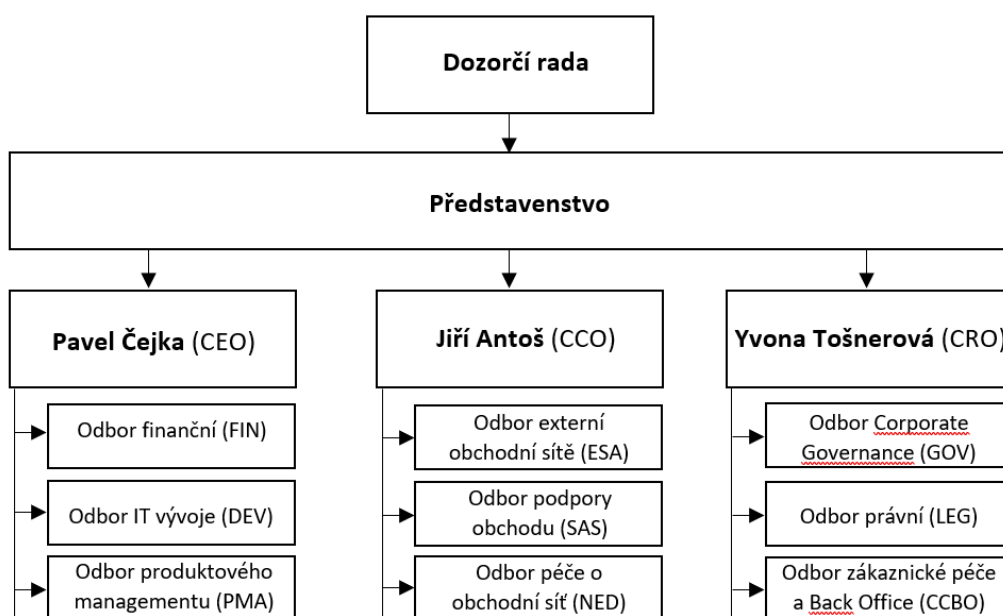 Dozorčí rada
Představenstvo
Pavel Čejka (CEO)
Jiří Antoš (CCO)
Yvona Tošnerová (CRO)
Odbor finanční (FIN)
Odbor externí
obchodní sítě (ESA)
Odbor Corporate
Governance (GOV)
Odbor IT vývoje (DEV)
Odbor podpory
obchodu (SAS)
Odbor právní (LEG)
Odbor produktového
managementu (PMA)
Odbor péče o
obchodní síť (NED)
Odbor zákaznické péče
a Back Office (CCBO)